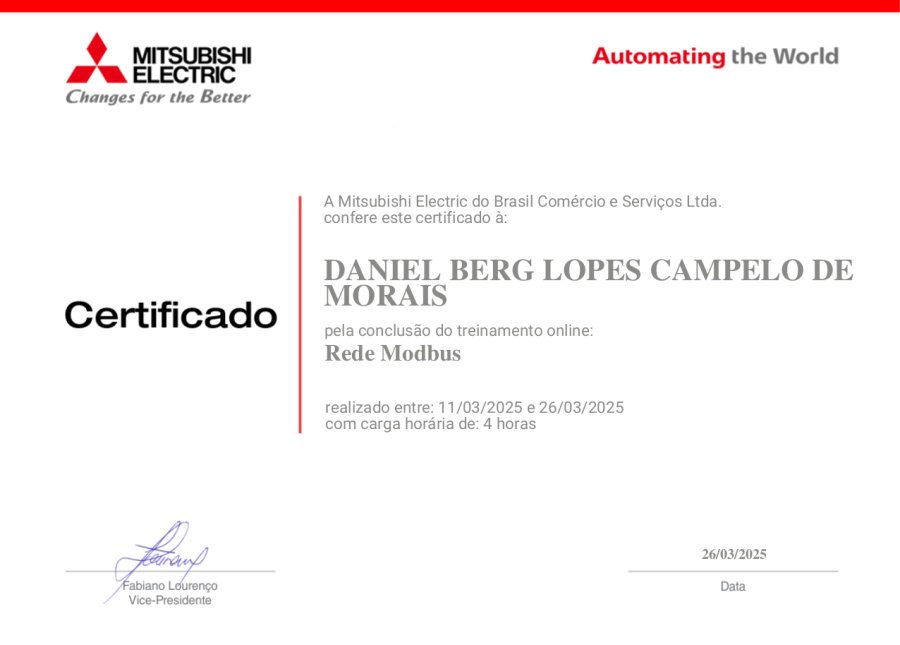 MITSUBISHI
ELECTRIC
Changes for the Better
Automating the World
A Mitsubishi Electric do Brasil Comércio e Serviços Ltda.
confere este certificado à:
DANIEL BERG LOPES CAMPELO DE
MORAIS
Certificado
pela conclusão do treinamento online:
Rede Modbus
realizado entre: 11/03/2025 e 26/03/2025
com carga horária de: 4 horas
Fabiano Lourenço
Vice-Presidente
26/03/2025
Data